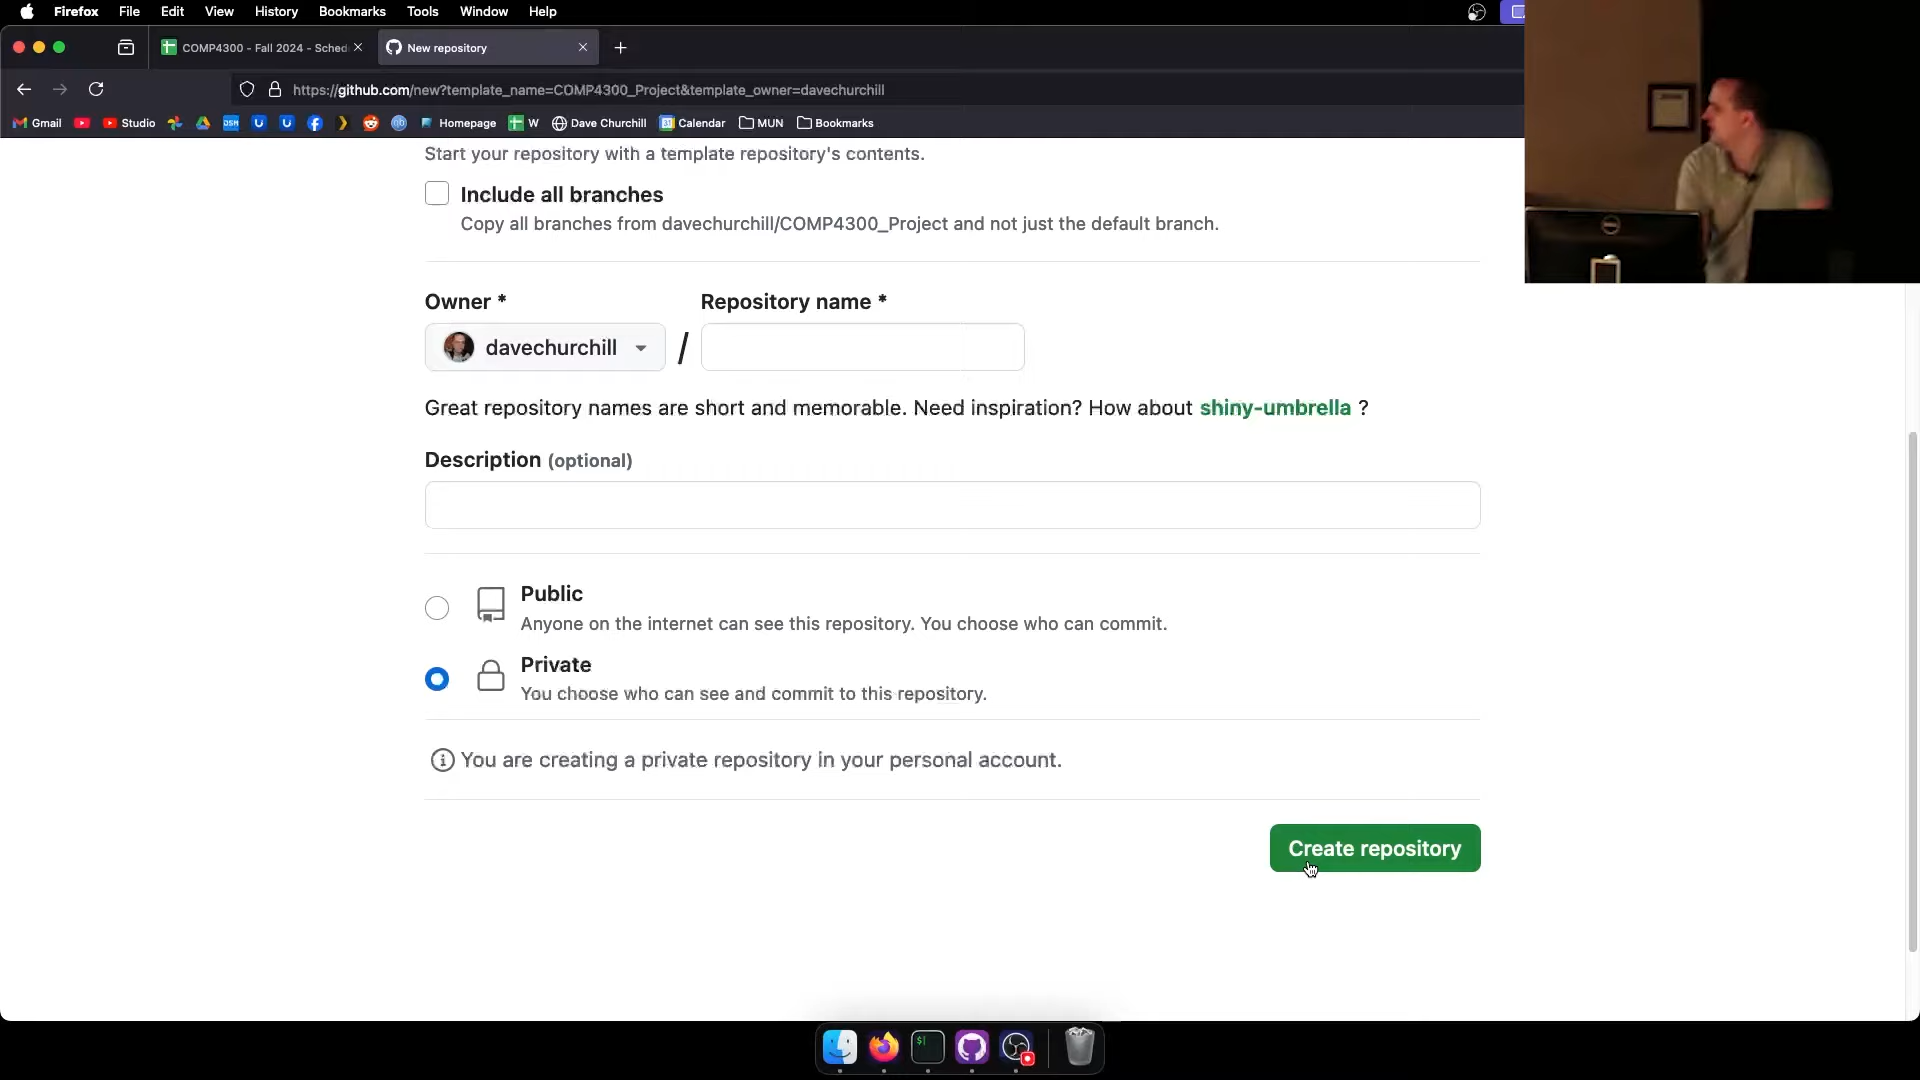 Firefox File Edit View History Bookmarks Tools Window Help
COMP4300 - Fall 2024 - Sched
New repository
https://github.com/new?template_name=COMP4300_Project&template_owner=davechurchill
Gmail Studio DSM Homepage W Dave Churchill Calendar MUN Bookmarks
Start your repository with a template repository's contents.
Include all branches
Copy all branches from davechurchill/COMP4300_Project and not just the default branch.
Owner * Repository name *
davechurchill /
Great repository names are short and memorable. Need inspiration? How about shiny-umbrella ?
Description (optional)
Public
Anyone on the internet can see this repository. You choose who can commit.
Private
You choose who can see and commit to this repository.
You are creating a private repository in your personal account.
Create repository